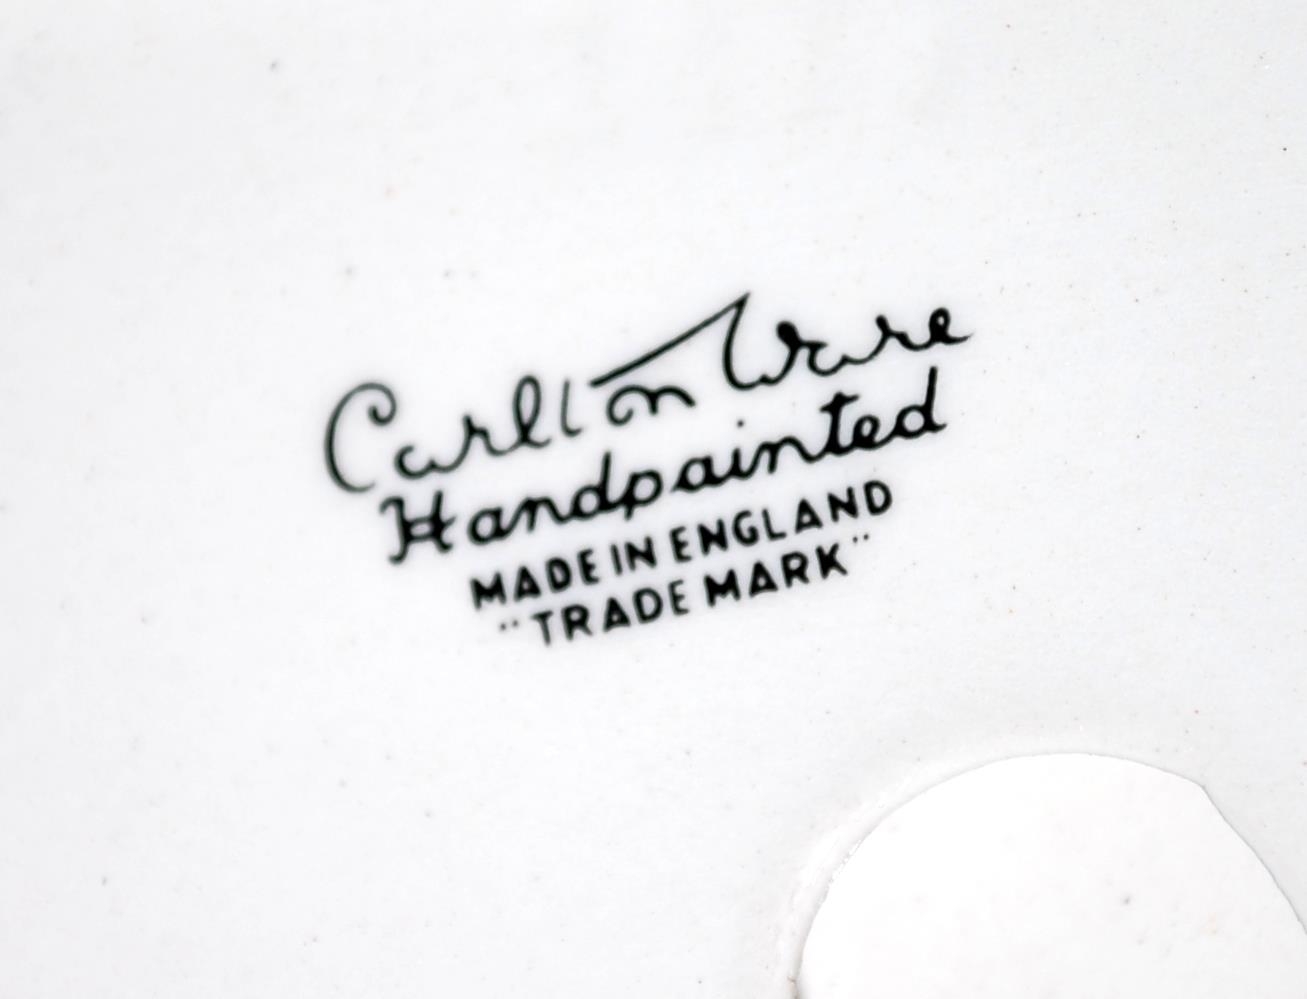 Carlton Ware
Handpainted
MADE IN ENGLAND
"TRADE MARK"